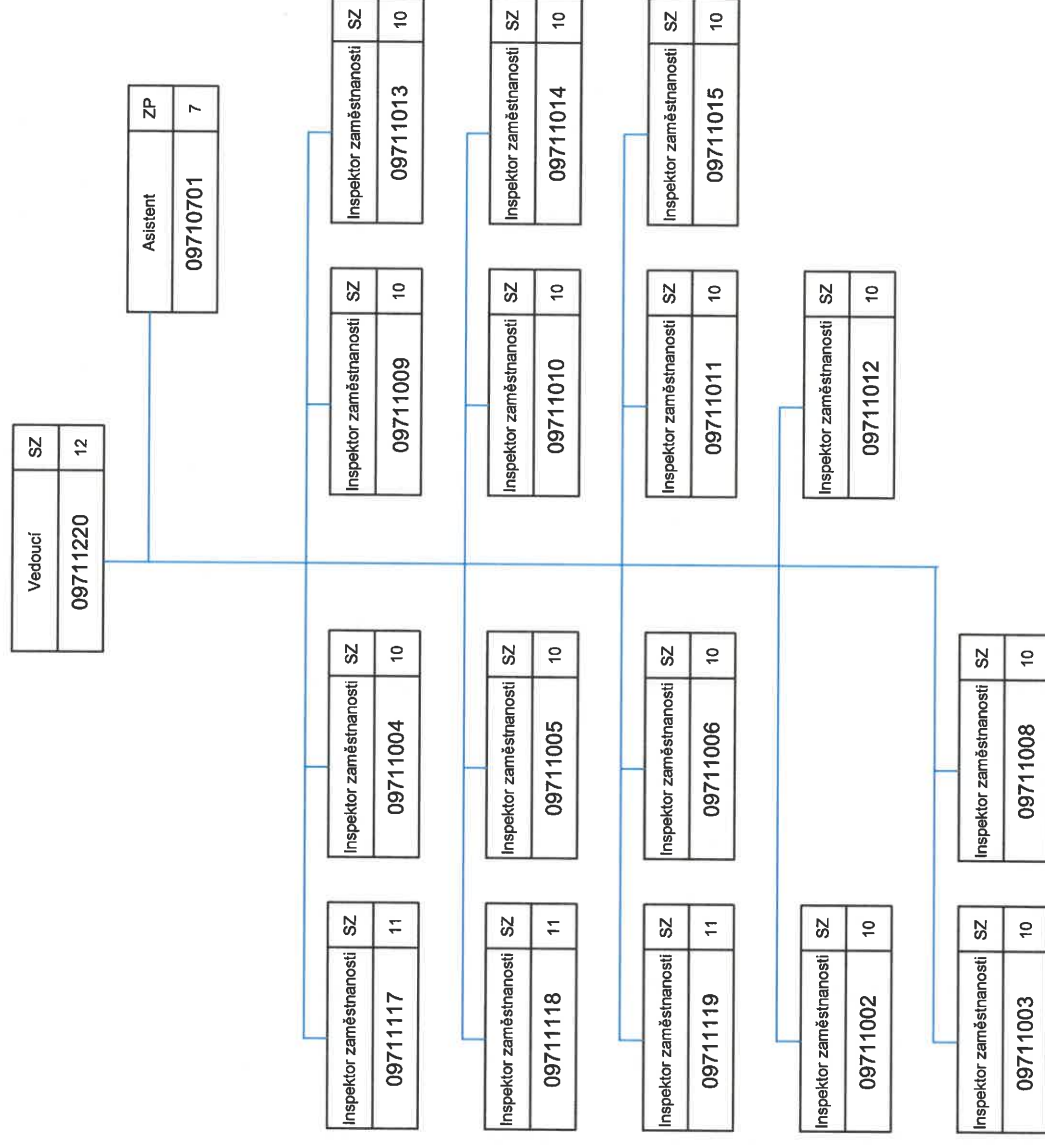 Vedoucí SZ
09711220 12
Asistent ZP
09710701 7
Inspektor zaměstnanosti SZ
09711117 11
Inspektor zaměstnanosti SZ
09711004 10
Inspektor zaměstnanosti SZ
09711009 10
Inspektor zaměstnanosti SZ
09711013 10
Inspektor zaměstnanosti SZ
09711118 11
Inspektor zaměstnanosti SZ
09711005 10
Inspektor zaměstnanosti SZ
09711010 10
Inspektor zaměstnanosti SZ
09711014 10
Inspektor zaměstnanosti SZ
09711119 11
Inspektor zaměstnanosti SZ
09711006 10
Inspektor zaměstnanosti SZ
09711011 10
Inspektor zaměstnanosti SZ
09711015 10
Inspektor zaměstnanosti SZ
09711002 10
Inspektor zaměstnanosti SZ
09711012 10
Inspektor zaměstnanosti SZ
09711003 10
Inspektor zaměstnanosti SZ
09711008 10